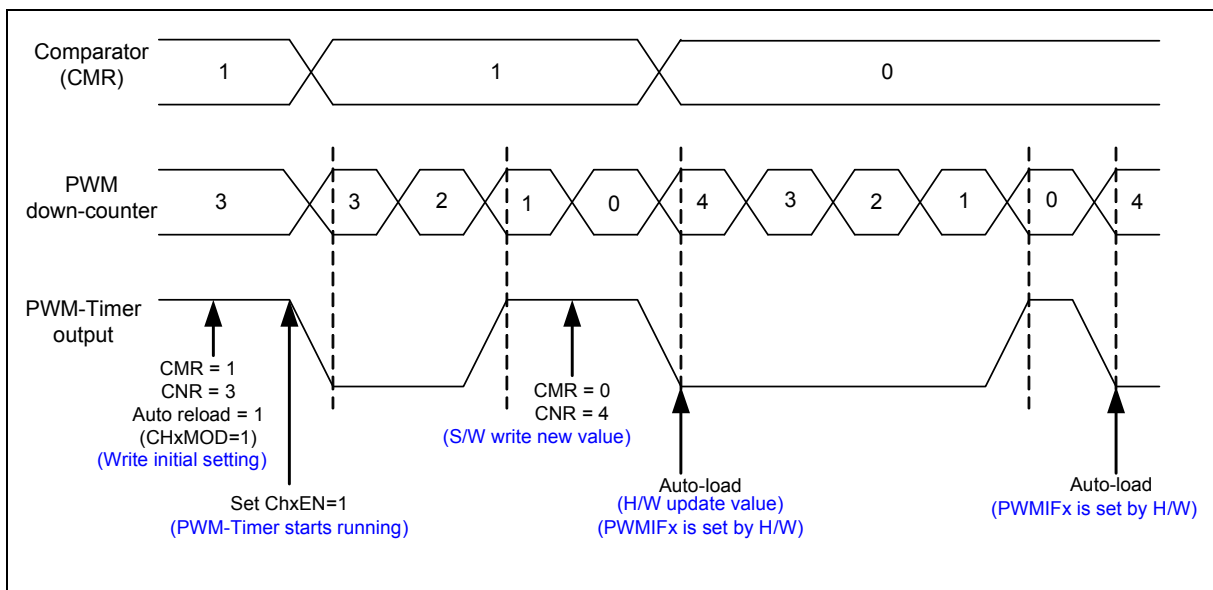 Comparator
(CMR)
1
1
0
PWM
down-counter
3
3
2
1
0
4
3
2
1
0
4
PWM-Timer
output
CMR = 1
CNR = 3
Auto reload = 1
(CHxMOD=1)
(Write initial setting)
Set ChxEN=1
(PWM-Timer starts running)
CMR = 0
CNR = 4
(S/W write new value)
Auto-load
(H/W update value)
(PWMIFx is set by H/W)
Auto-load
(PWMIFx is set by H/W)